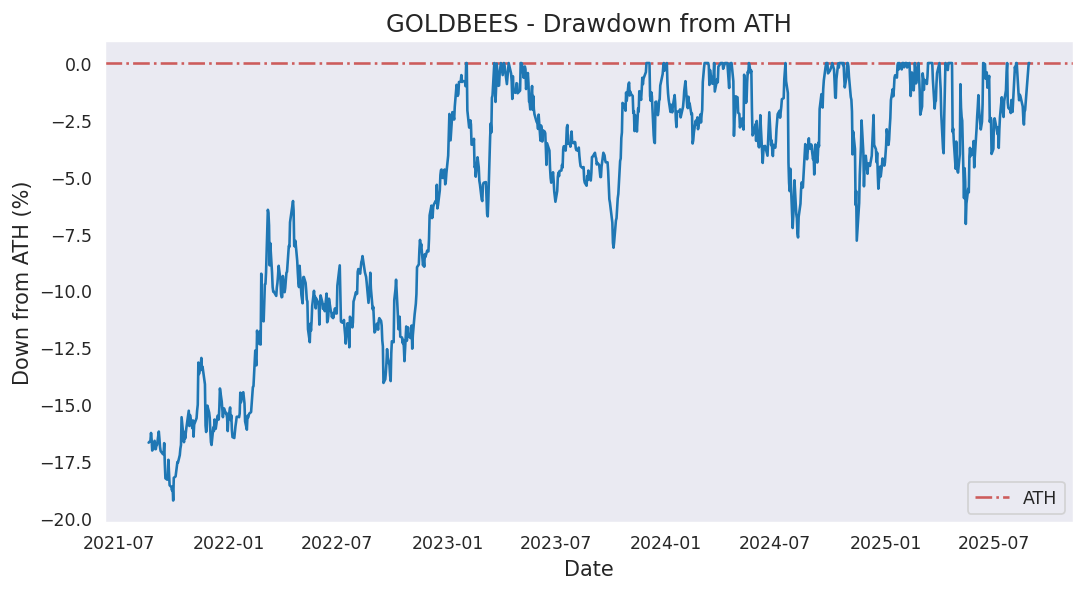 GOLDBEES - Drawdown from ATH
Down from ATH (%)
0.0
−2.5
−5.0
−7.5
−10.0
−12.5
−15.0
−17.5
−20.0
ATH
2021-07 2022-01 2022-07 2023-01 2023-07 2024-01 2024-07 2025-01 2025-07
Date